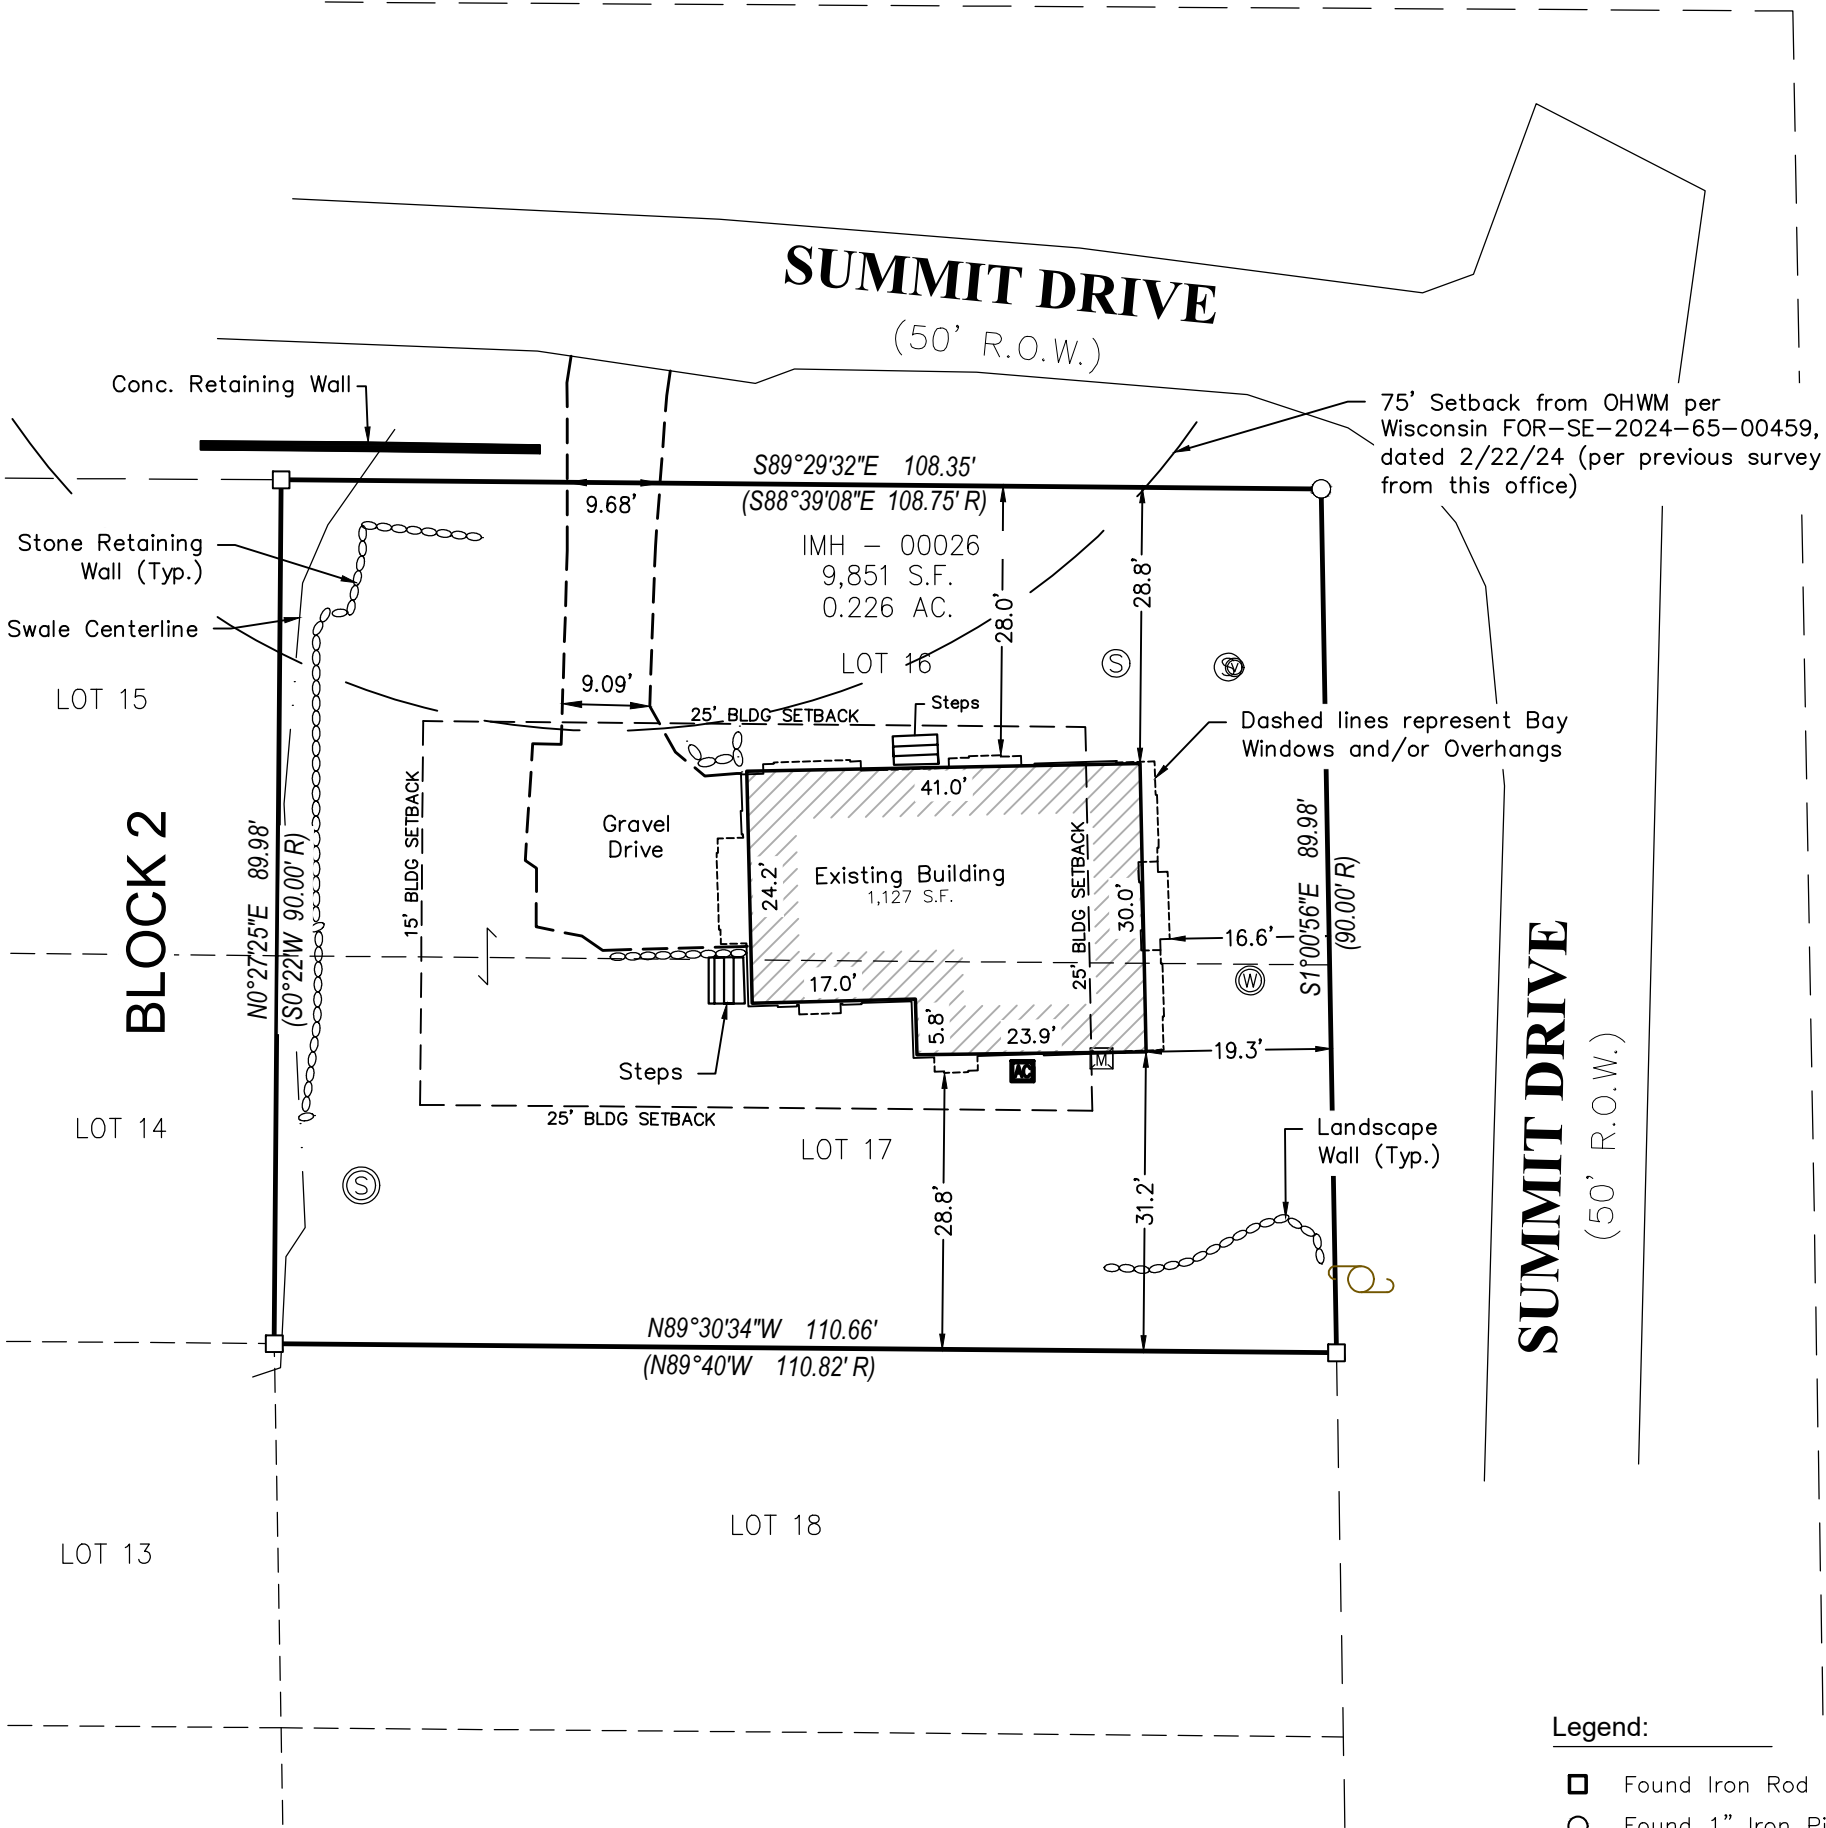 SUMMIT DRIVE
(50' R.O.W.)
Conc. Retaining Wall
75' Setback from OHWM per
Wisconsin FOR-SE-2024-65-00459,
dated 2/22/24 (per previous survey
from this office)
S89°29'32"E 108.35'
(S88°39'08"E 108.75' R)
9.68'
IMH - 00026
9,851 S.F.
0.226 AC.
Stone Retaining
Wall (Typ.)
Swale Centerline
28.0'
28.8'
LOT 16
S
S
LOT 15
9.09'
25' BLDG SETBACK
Steps
Dashed lines represent Bay
Windows and/or Overhangs
41.0'
15' BLDG SETBACK
Gravel
Drive
BLOCK 2
N0°27'25"E 89.98'
(S0°22'W 90.00' R)
24.2'
Existing Building
1,127 S.F.
25' BLDG SETBACK
30.0'
16.6'
S1°00'56"E 89.98'
(90.00' R)
W
17.0'
5.8'
23.9'
19.3'
AC
M
Steps
25' BLDG SETBACK
SUMMIT DRIVE
(50' R.O.W.)
LOT 14
LOT 17
Landscape
Wall (Typ.)
S
28.8'
31.2'
N89°30'34"W 110.66'
(N89°40'W 110.82' R)
LOT 18
LOT 13
Legend:
Found Iron Rod
Found 1" Iron